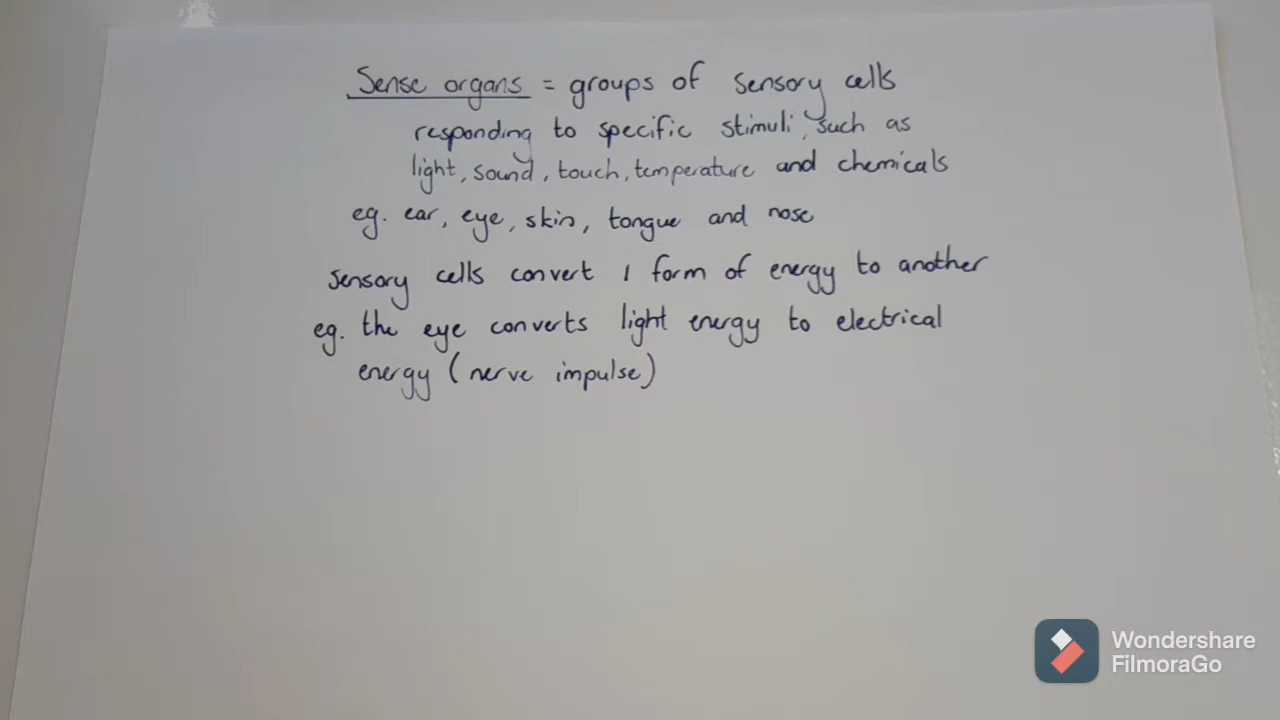 Sense organs = groups of sensory cells
responding to specific stimuli, such as
light, sound, touch, temperature and chemicals
eg. ear, eye, skin, tongue and nose
sensory cells convert 1 form of energy to another
eg. the eye converts light energy to electrical
energy (nerve impulse)
Wondershare
FilmoraGo